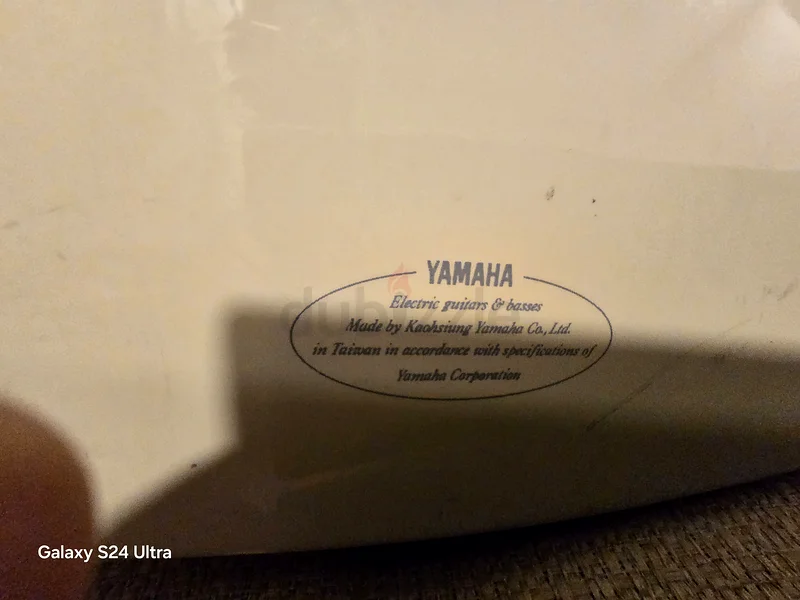 YAMAHA
Electric guitars & basses
Made by Kaohsiung Yamaha Co., Ltd.
in Taiwan in accordance with specifications of
Yamaha Corporation
dubizzle
Galaxy S24 Ultra